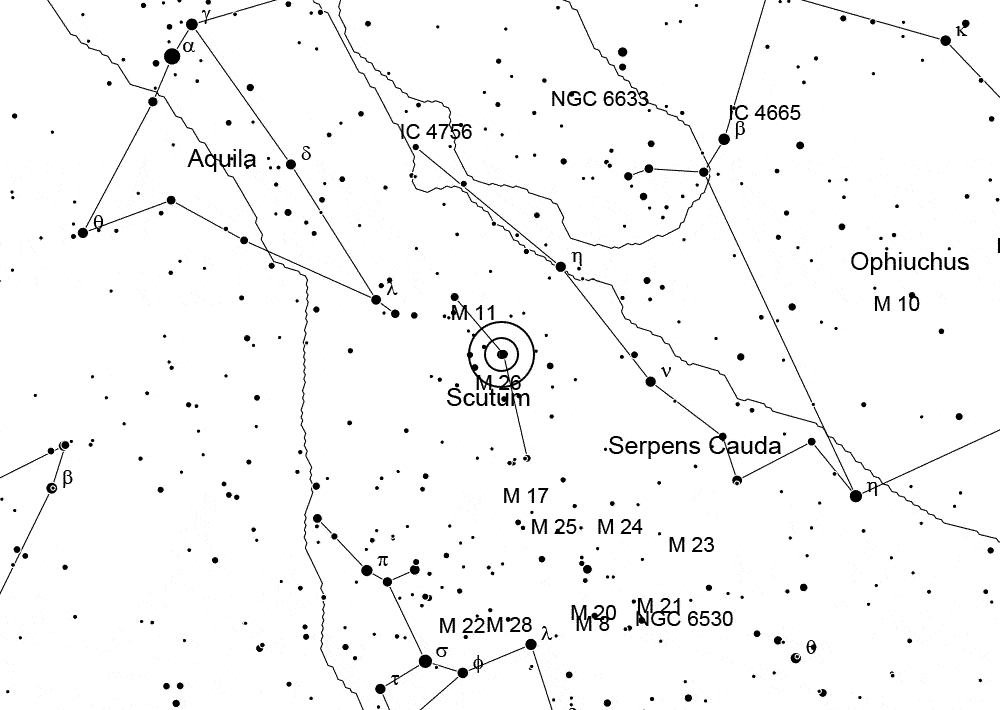 γ
κ
α
NGC 6633
IC 4665
IC 4756
β
Aquila
δ
θ
η
Ophiuchus
λ
M 10
M 11
ν
M 26
Scutum
Serpens Cauda
β
η
M 17
M 25
M 24
M 23
π
M 21
M 20
NGC 6530
M 8
M 22
M 28
λ
σ
θ
φ
τ